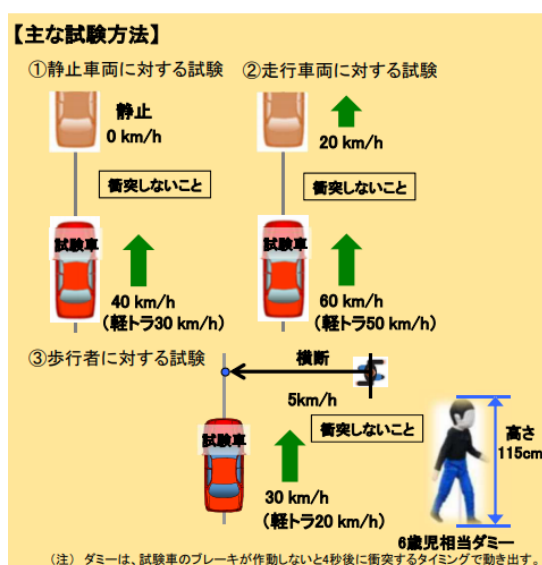 【主な試験方法】
①静止車両に対する試験
②走行車両に対する試験
静止
0 km/h
20 km/h
衝突しないこと
衝突しないこと
試験車
試験車
40 km/h
(軽トラ30 km/h)
60 km/h
(軽トラ50 km/h)
③歩行者に対する試験
横断
5km/h
衝突しないこと
試験車
高さ
115cm
30 km/h
(軽トラ20 km/h)
6歳児相当ダミー
(注) ダミーは、試験車のブレーキが作動しないと4秒後に衝突するタイミングで動き出す。